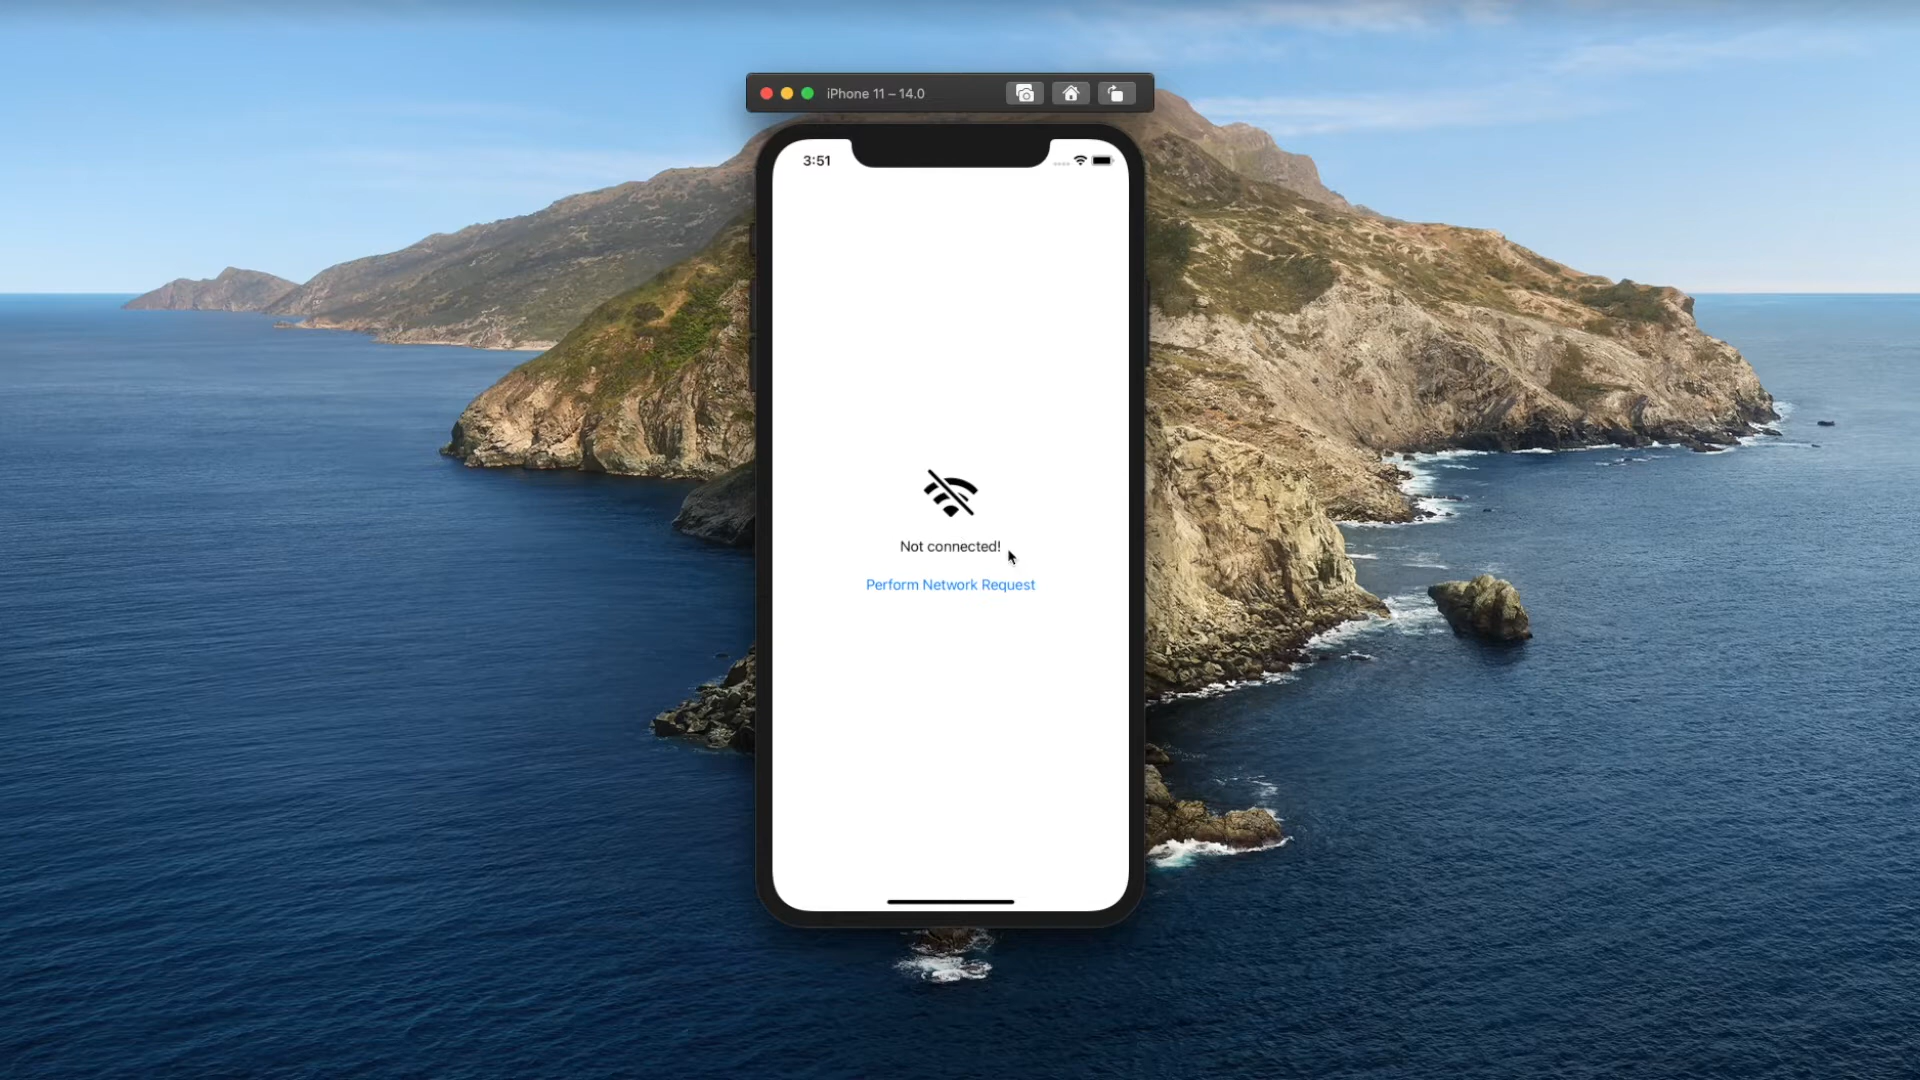 iPhone 11 – 14.0
3:51
Not connected!
Perform Network Request